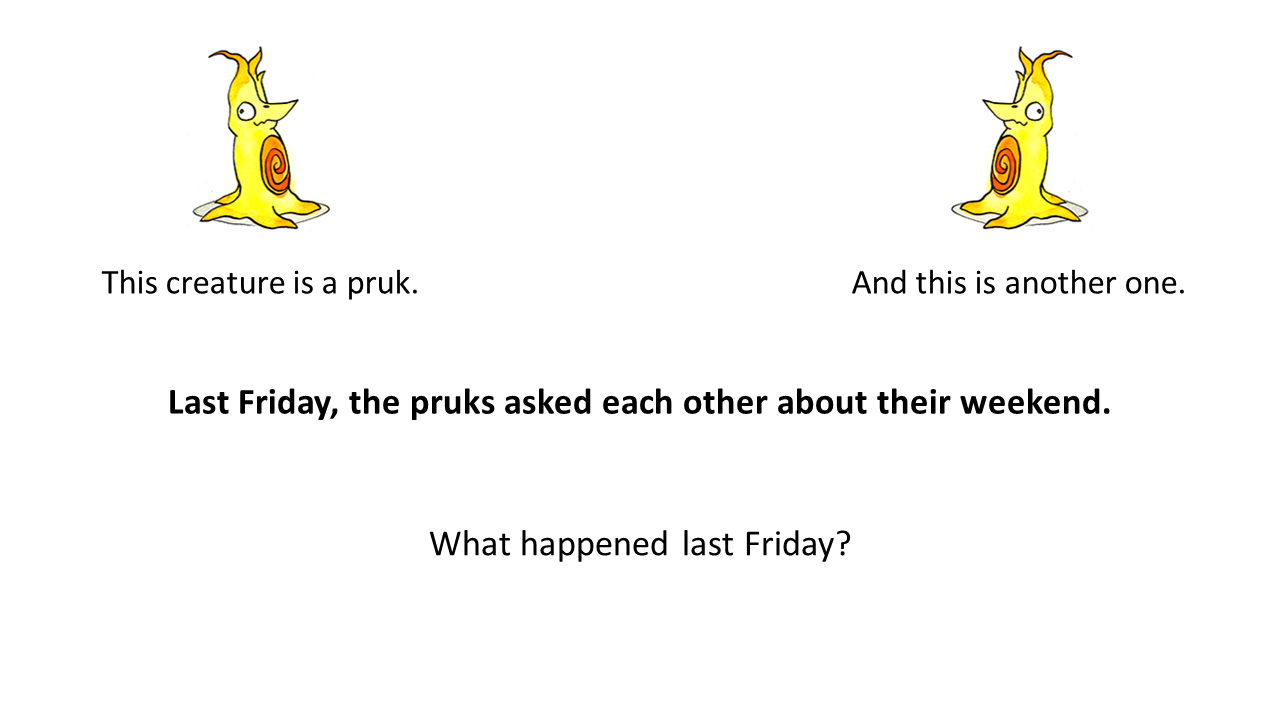 This creature is a pruk.
And this is another one.
Last Friday, the pruks asked each other about their weekend.
What happened last Friday?